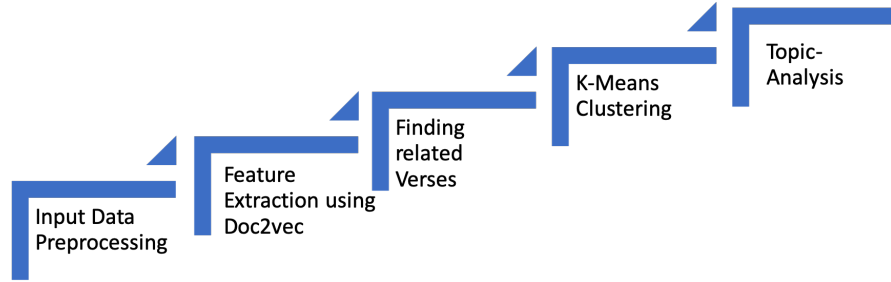 Input Data
Preprocessing
Feature
Extraction using
Doc2vec
Finding
related
Verses
K-Means
Clustering
Topic-
Analysis